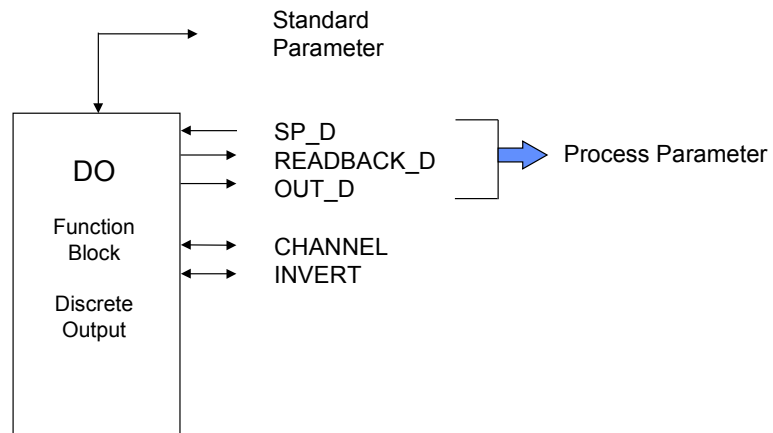 Standard
Parameter
SP_D
READBACK_D
OUT_D
Process Parameter
DO
Function
Block
CHANNEL
INVERT
Discrete
Output